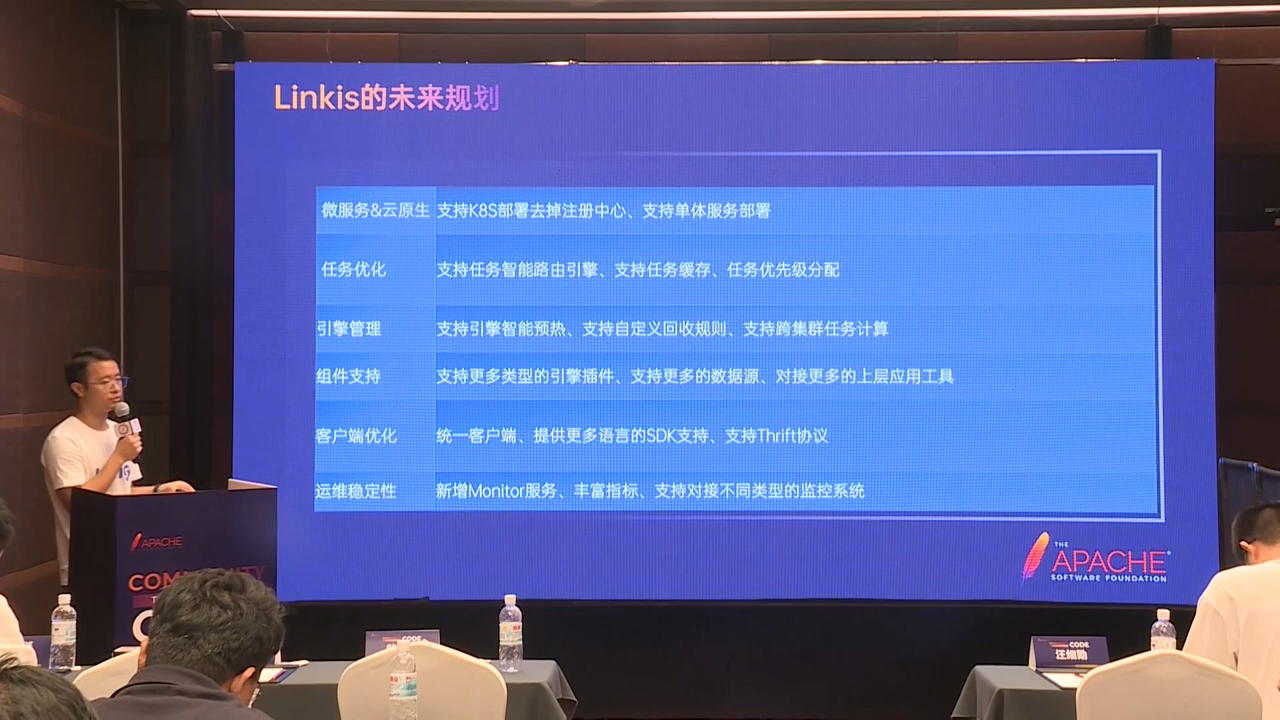 Linkis的未来规划
微服务&云原生 支持K8S部署去掉注册中心、支持单体服务部署
任务优化 支持任务智能路由引擎、支持任务缓存、任务优先级分配
引擎管理 支持引擎智能预热、支持自定义回收规则、支持跨集群任务计算
组件支持 支持更多类型的引擎插件、支持更多的数据源、对接更多的上层应用工具
客户端优化 统一客户端、提供更多语言的SDK支持、支持Thrift协议
运维稳定性 新增Monitor服务、丰富指标、支持对接不同类型的监控系统
THE
APACHE
SOFTWARE FOUNDATION
APACHE
CODE
CODE